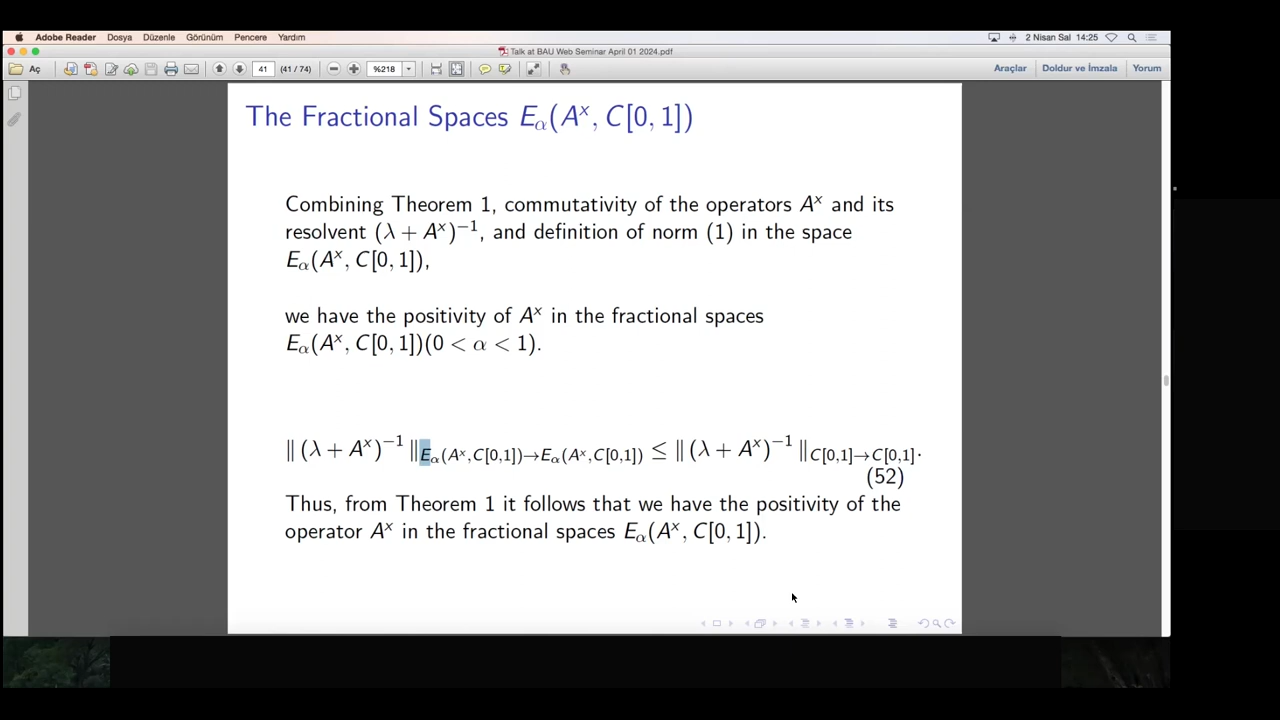 Adobe Reader Dosya Düzenle Görünüm Pencere Yardım 2 Nisan Sal 14:25
Talk at BAU Web Seminar April 01 2024.pdf
Aç 41 (41 / 74) %218 Araçlar Doldur ve İmzala Yorum
The Fractional Spaces E_α(A^x, C[0, 1])
Combining Theorem 1, commutativity of the operators A^x and its
resolvent (λ + A^x)^{−1}, and definition of norm (1) in the space
E_α(A^x, C[0, 1]),
we have the positivity of A^x in the fractional spaces
E_α(A^x, C[0, 1])(0 < α < 1).
‖ (λ + A^x)^{−1} ‖_{E_α(A^x,C[0,1])→E_α(A^x,C[0,1])} ≤ ‖ (λ + A^x)^{−1} ‖_{C[0,1]→C[0,1]}.
(52)
Thus, from Theorem 1 it follows that we have the positivity of the
operator A^x in the fractional spaces E_α(A^x, C[0, 1]).